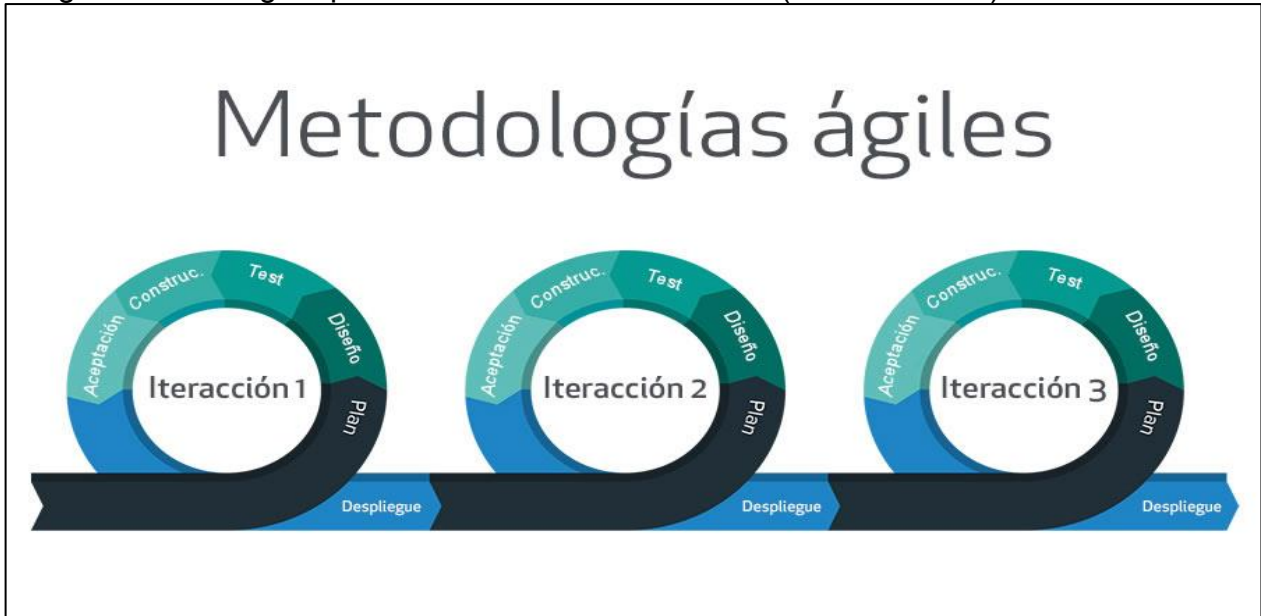 Metodologías ágiles
Aceptación
Construc.
Test
Diseño
Plan
Iteracción 1
Despliegue
Aceptación
Construc.
Test
Diseño
Plan
Iteracción 2
Despliegue
Aceptación
Construc.
Test
Diseño
Plan
Iteracción 3
Despliegue